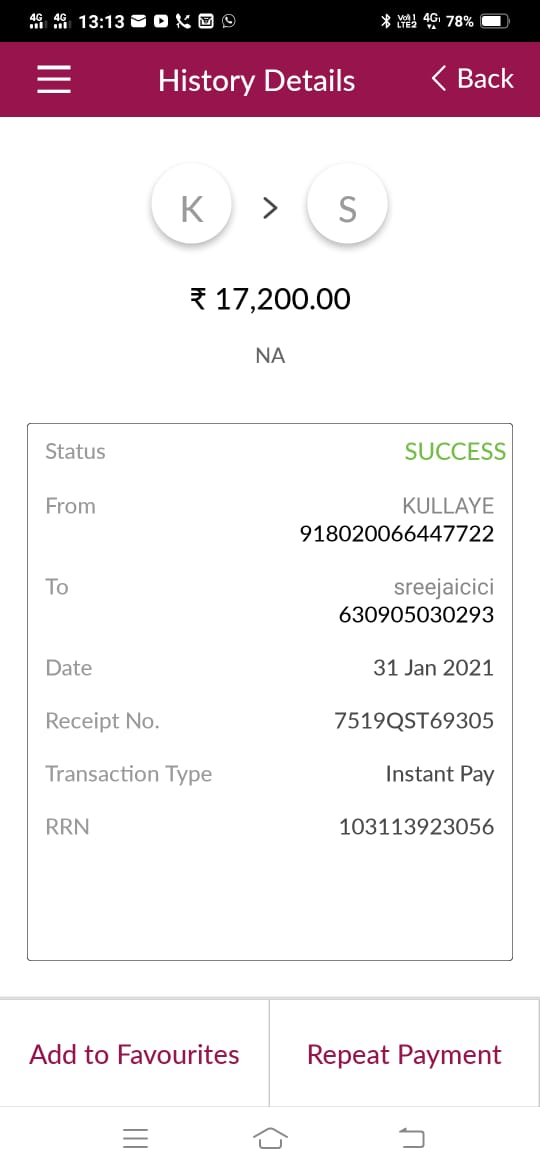 4G 4G 13:13 VoLTE2 4G 78%
History Details
Back
K > S
₹ 17,200.00
NA
Status SUCCESS
From KULLAYE
918020066447722
To sreejaicici
630905030293
Date 31 Jan 2021
Receipt No. 7519QST69305
Transaction Type Instant Pay
RRN 103113923056
Add to Favourites Repeat Payment